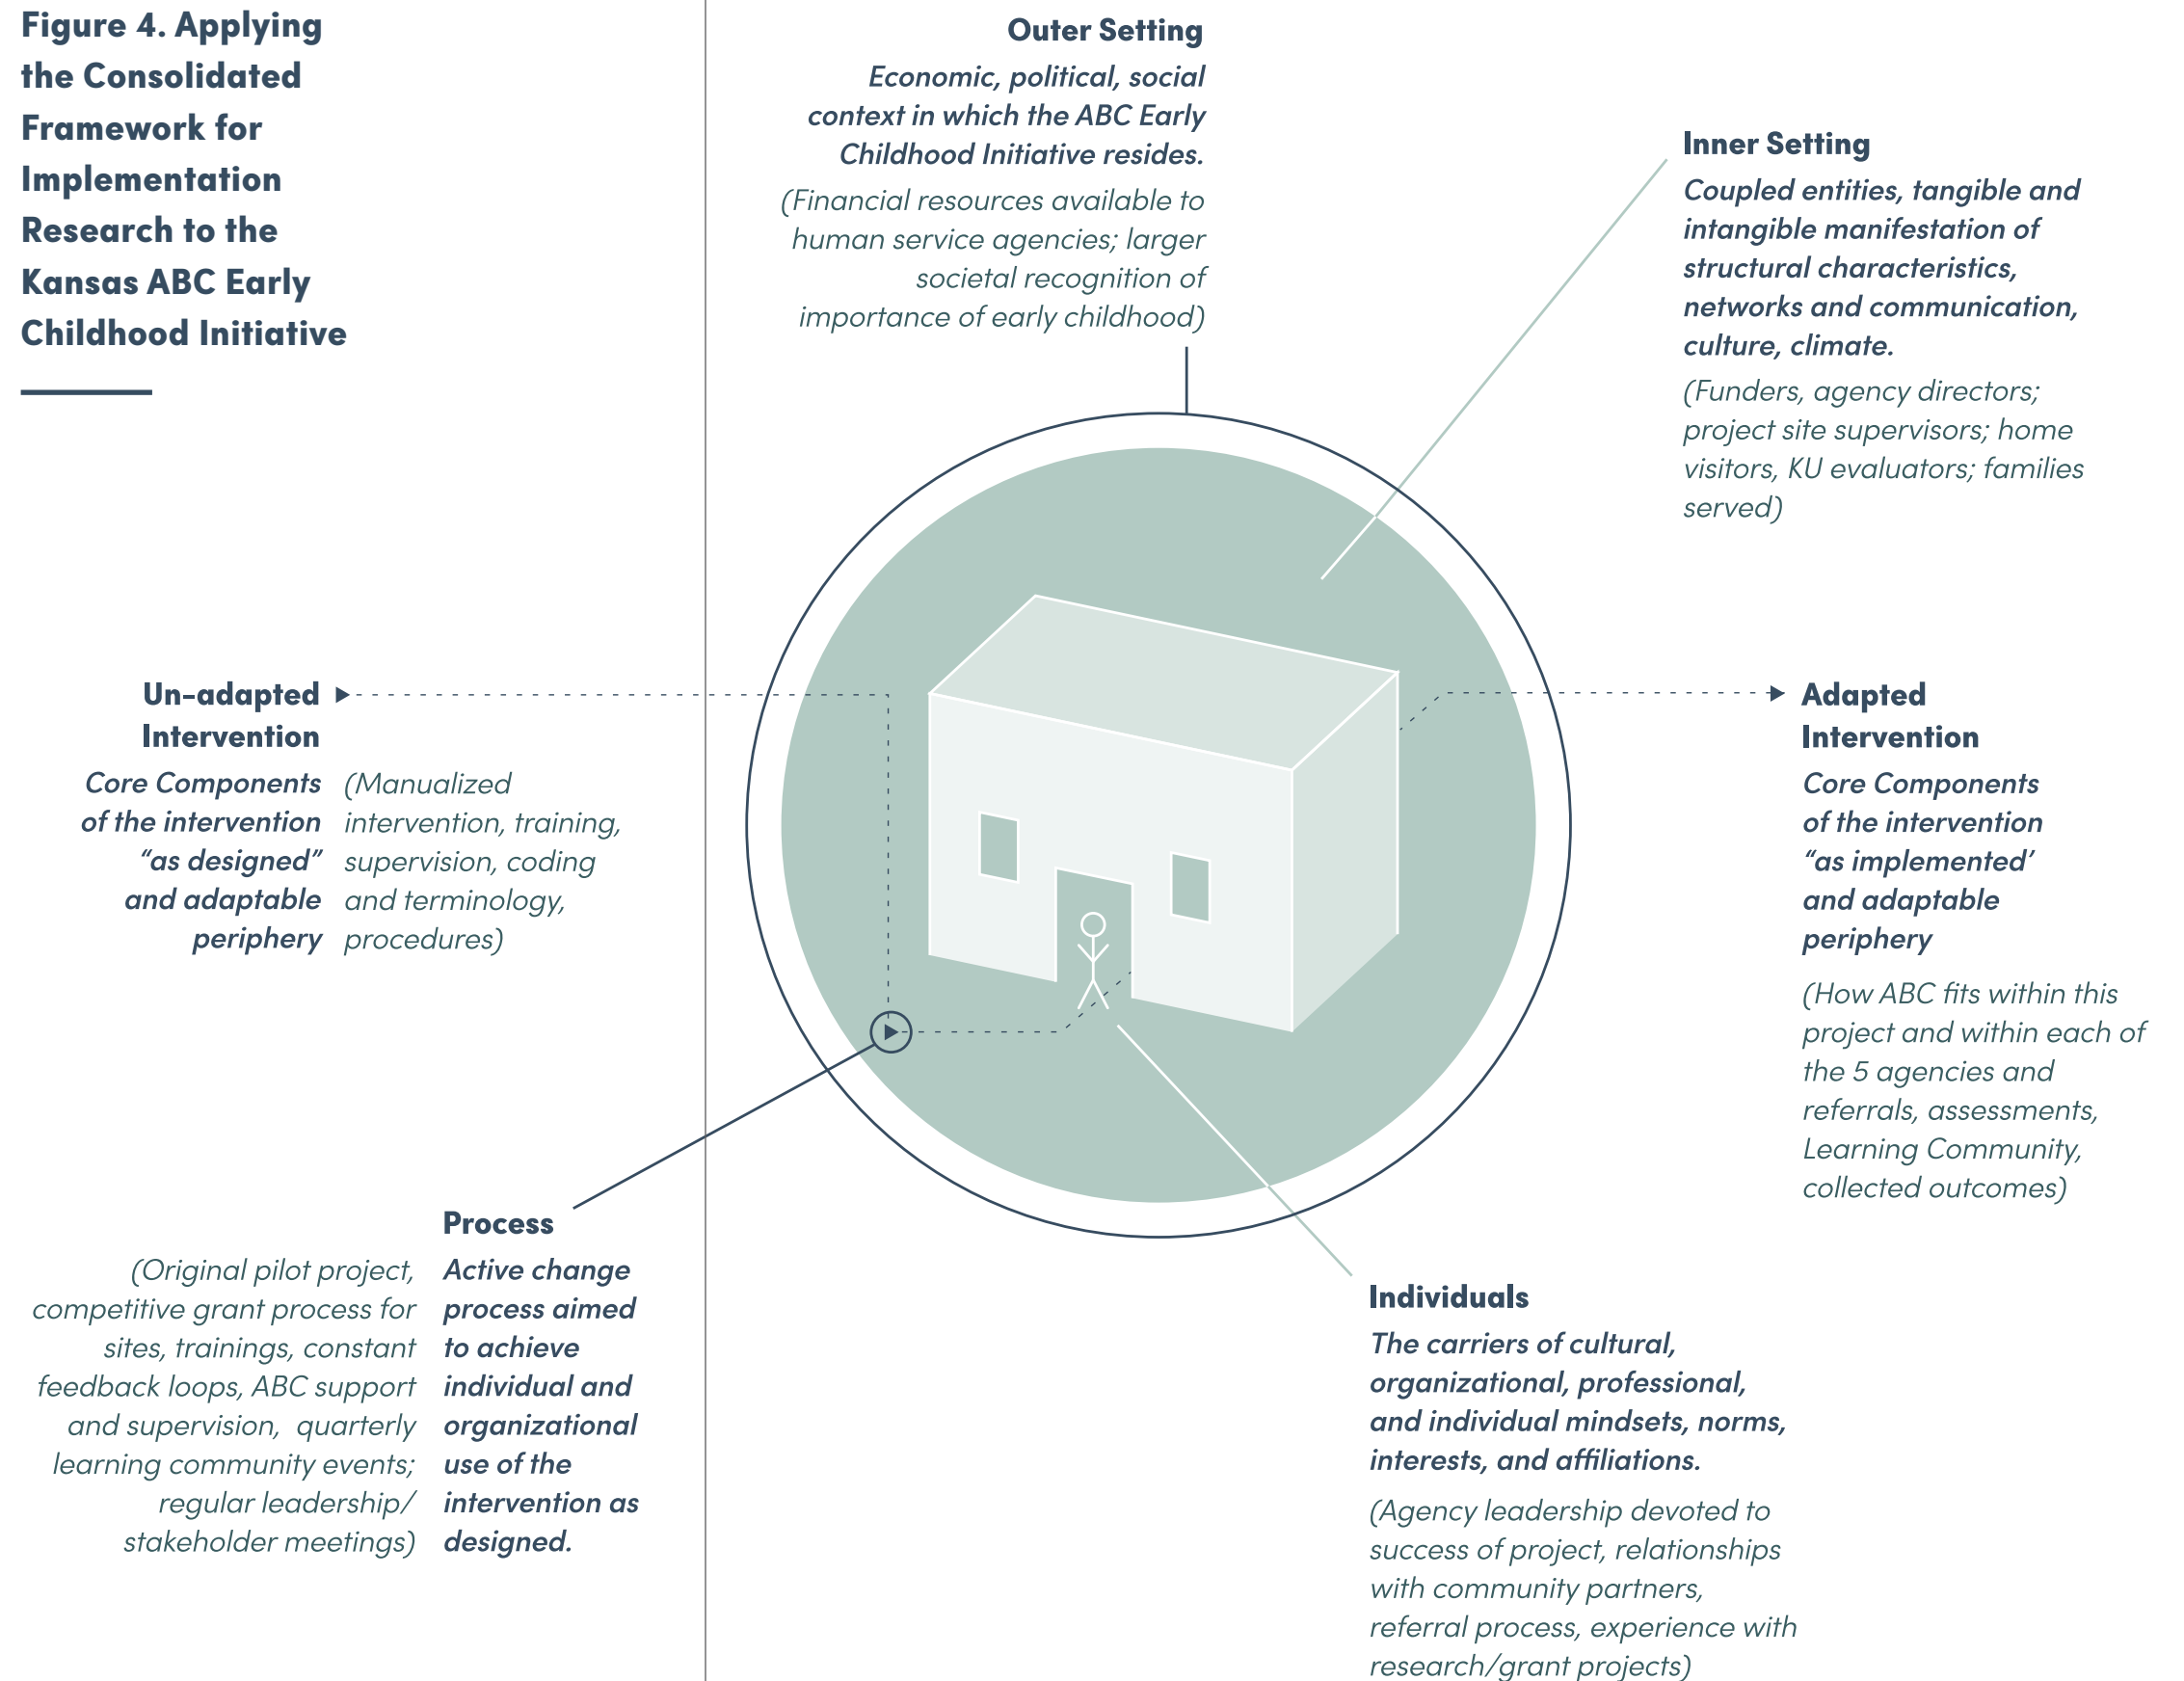 Figure 4. Applying
the Consolidated
Framework for
Implementation
Research to the
Kansas ABC Early
Childhood Initiative
Outer Setting
Economic, political, social
context in which the ABC Early
Childhood Initiative resides.
(Financial resources available to
human service agencies; larger
societal recognition of
importance of early childhood)
Inner Setting
Coupled entities, tangible and
intangible manifestation of
structural characteristics,
networks and communication,
culture, climate.
(Funders, agency directors;
project site supervisors; home
visitors, KU evaluators; families
served)
Un-adapted
Intervention
Core Components
of the intervention
“as designed”
and adaptable
periphery
(Manualized
intervention, training,
supervision, coding
and terminology,
procedures)
Adapted
Intervention
Core Components
of the intervention
“as implemented’
and adaptable
periphery
(How ABC fits within this
project and within each of
the 5 agencies and
referrals, assessments,
Learning Community,
collected outcomes)
Process
Active change
process aimed
to achieve
individual and
organizational
use of the
intervention as
designed.
(Original pilot project,
competitive grant process for
sites, trainings, constant
feedback loops, ABC support
and supervision,  quarterly
learning community events;
regular leadership/
stakeholder meetings)
Individuals
The carriers of cultural,
organizational, professional,
and individual mindsets, norms,
interests, and affiliations.
(Agency leadership devoted to
success of project, relationships
with community partners,
referral process, experience with
research/grant projects)